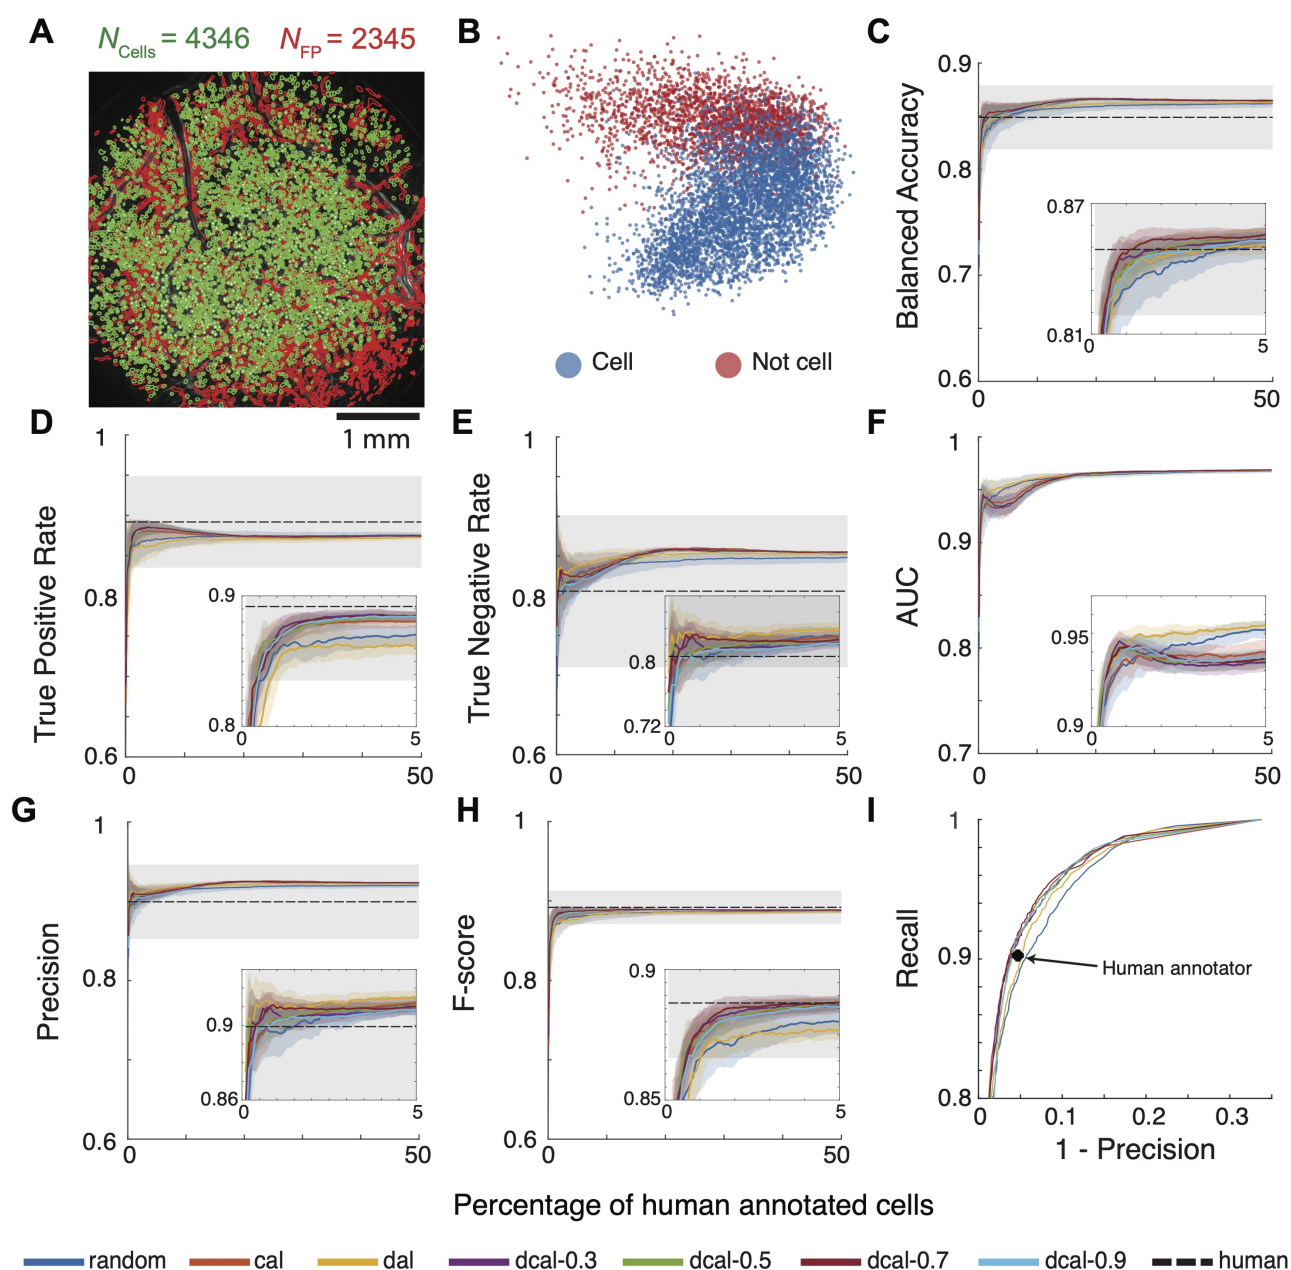 A
N Cells = 4346
N FP = 2345
1 mm
B
Cell
Not cell
C
Balanced Accuracy
0.9
0.8
0.7
0.6
0
50
0.87
0.81
0
5
D
True Positive Rate
1
0.8
0.6
0
50
0.9
0.8
0
5
E
True Negative Rate
1
0.8
0.6
0
50
0.8
0.72
0
5
F
AUC
1
0.9
0.8
0.7
0
50
0.95
0.9
0
5
G
Precision
1
0.8
0.6
0
50
0.9
0.86
0
5
H
F-score
1
0.8
0.6
0
50
0.9
0.85
0
5
I
Recall
1
0.9
0.8
0
0.1
0.2
0.3
Human annotator
1 - Precision
Percentage of human annotated cells
random
cal
dal
dcal-0.3
dcal-0.5
dcal-0.7
dcal-0.9
human